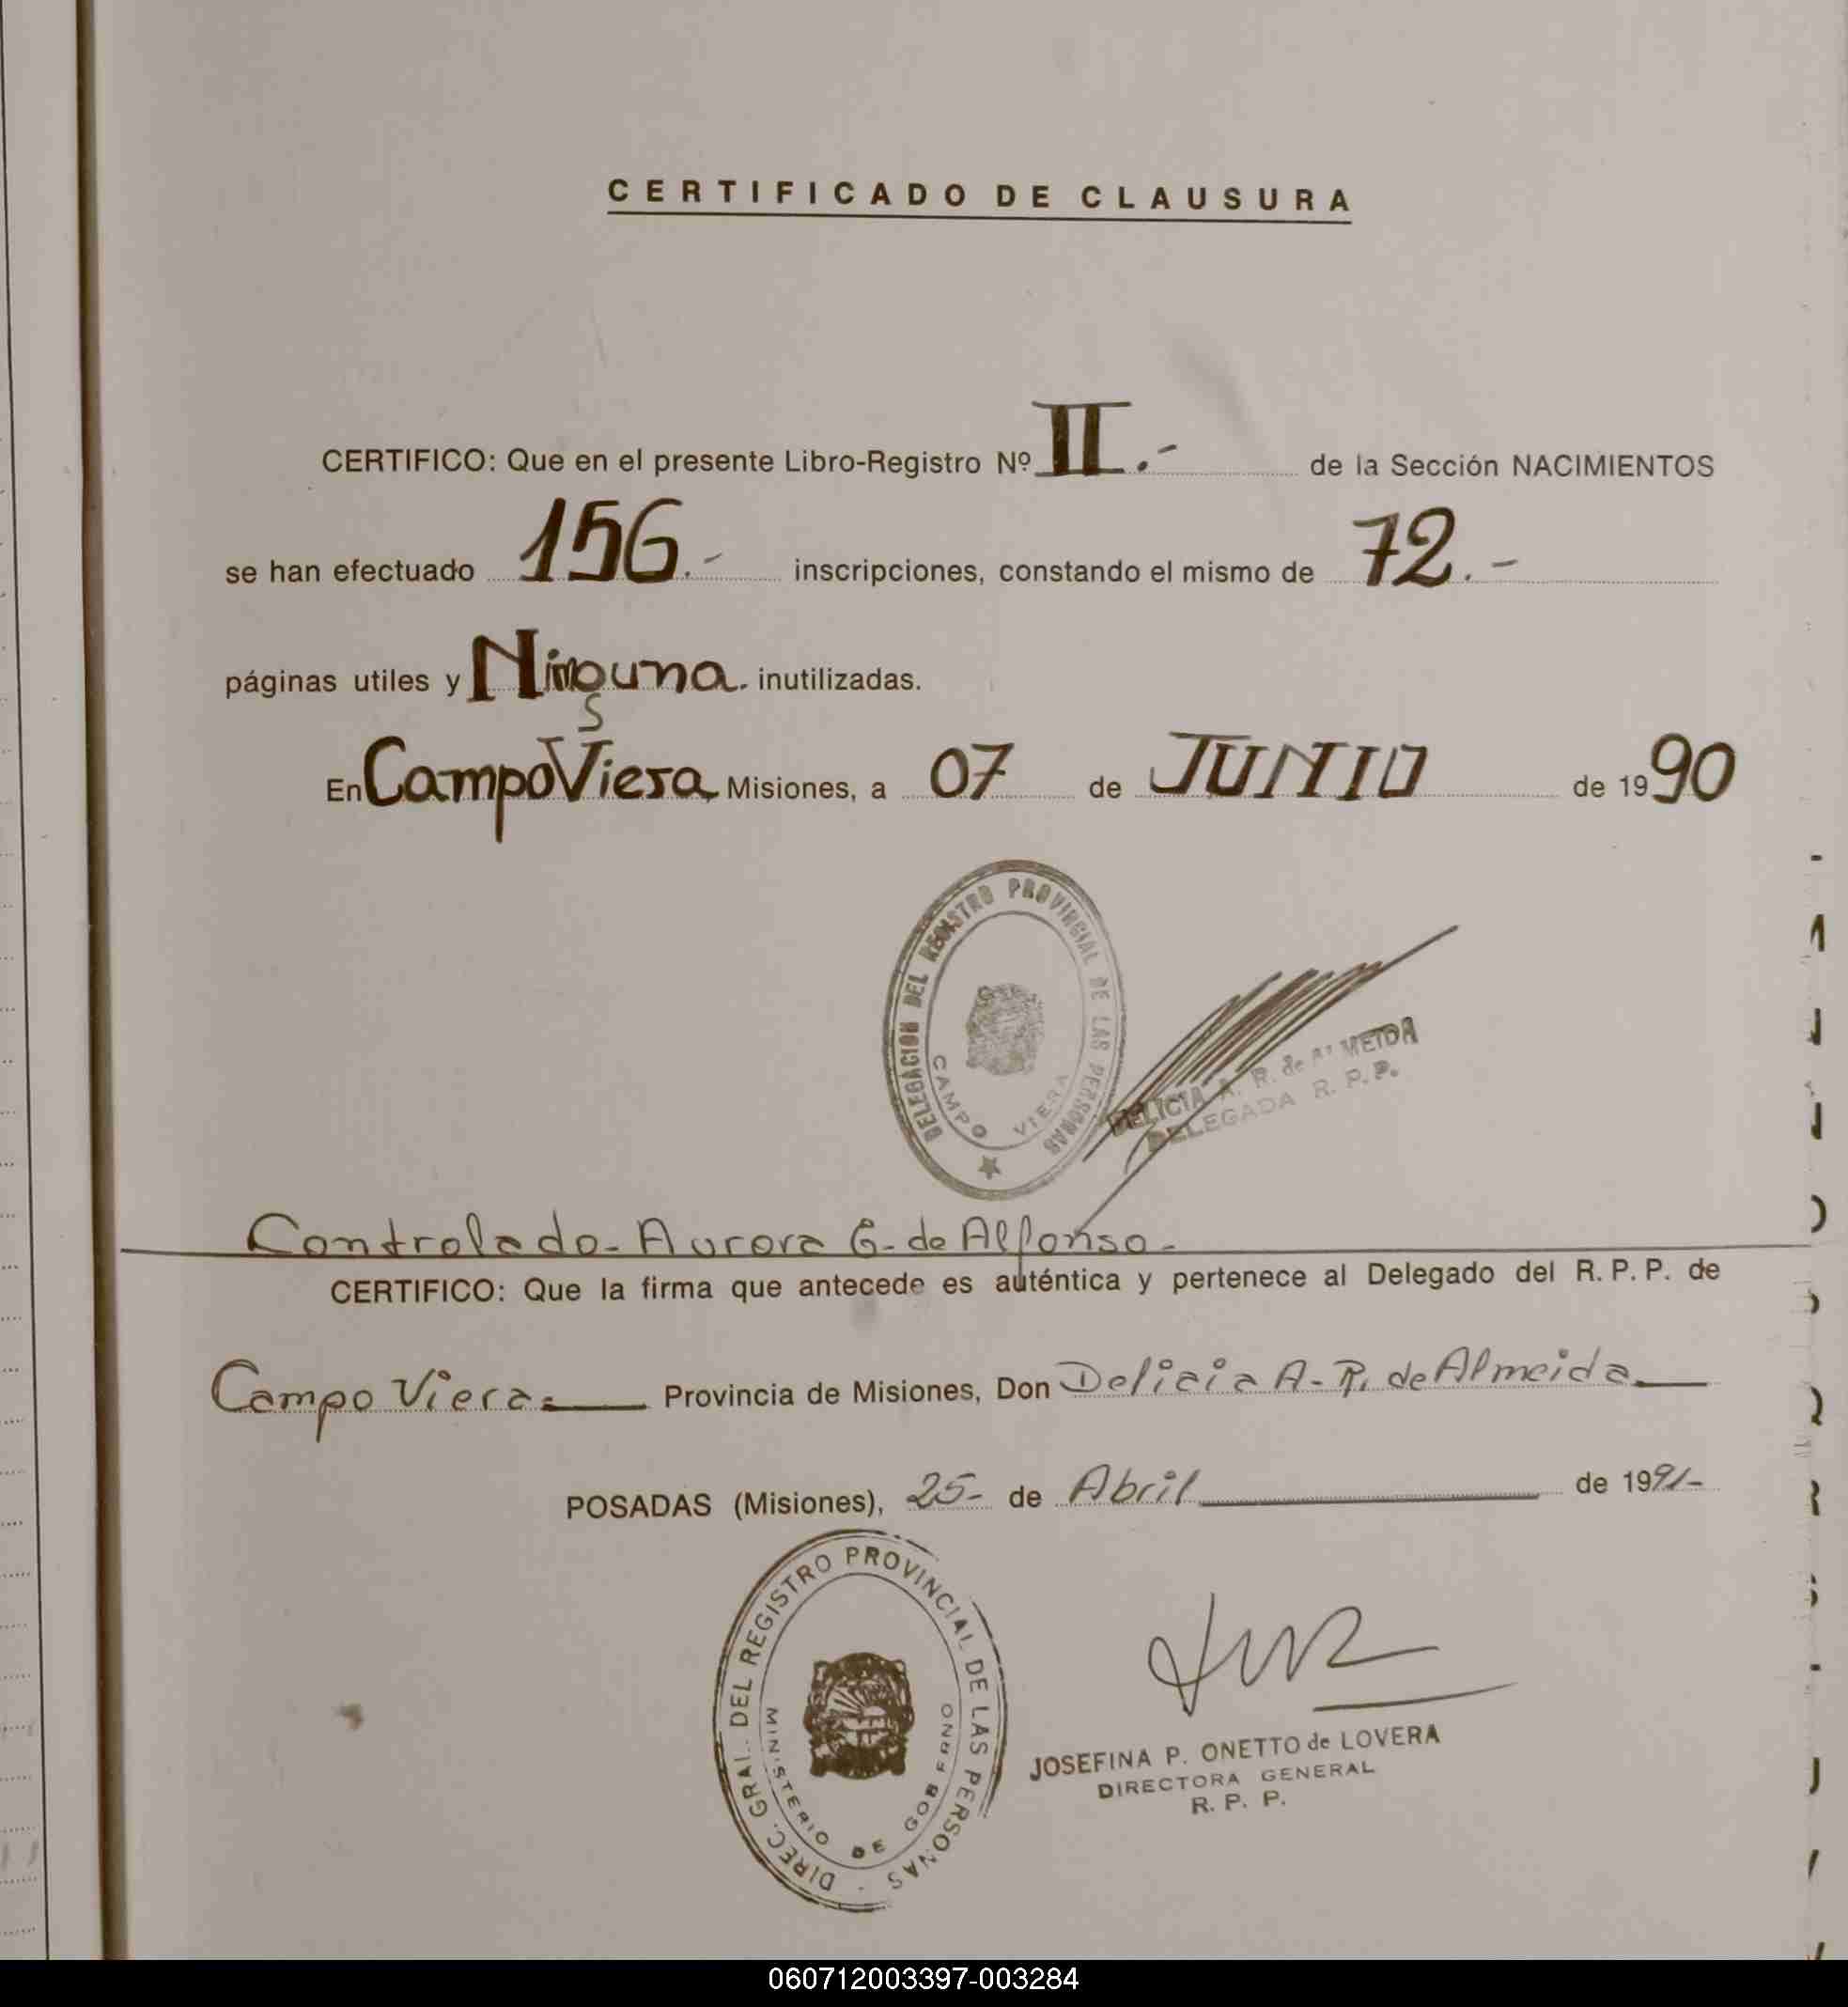 CERTIFICADO DE CLAUSURA
CERTIFICO: Que en el presente Libro-Registro Nº II.- de la Sección NACIMIENTOS
se han efectuado 156.- inscripciones, constando el mismo de 72.-
páginas utiles y Ninguna. inutilizadas.
En Campo Viera, Misiones, a 07 de JUNIO de 1990
DELEGACION DEL REGISTRO PROVINCIAL DE LAS PERSONAS
CAMPO VIERA
DELICIA A. R. de ALMEIDA
DELEGADA R. P. P.
Controlado - Aurora G. de Alfonso -
CERTIFICO: Que la firma que antecede es auténtica y pertenece al Delegado del R. P. P. de
Campo Viera Provincia de Misiones, Don Delicia A. R. de Almeida
POSADAS (Misiones), 25- de Abril de 1991-
DIREC. GRAL. DEL REGISTRO PROVINCIAL DE LAS PERSONAS
MINISTERIO DE GOBIERNO
JOSEFINA P. ONETTO de LOVERA
DIRECTORA GENERAL
R. P. P.
060712003397-003284